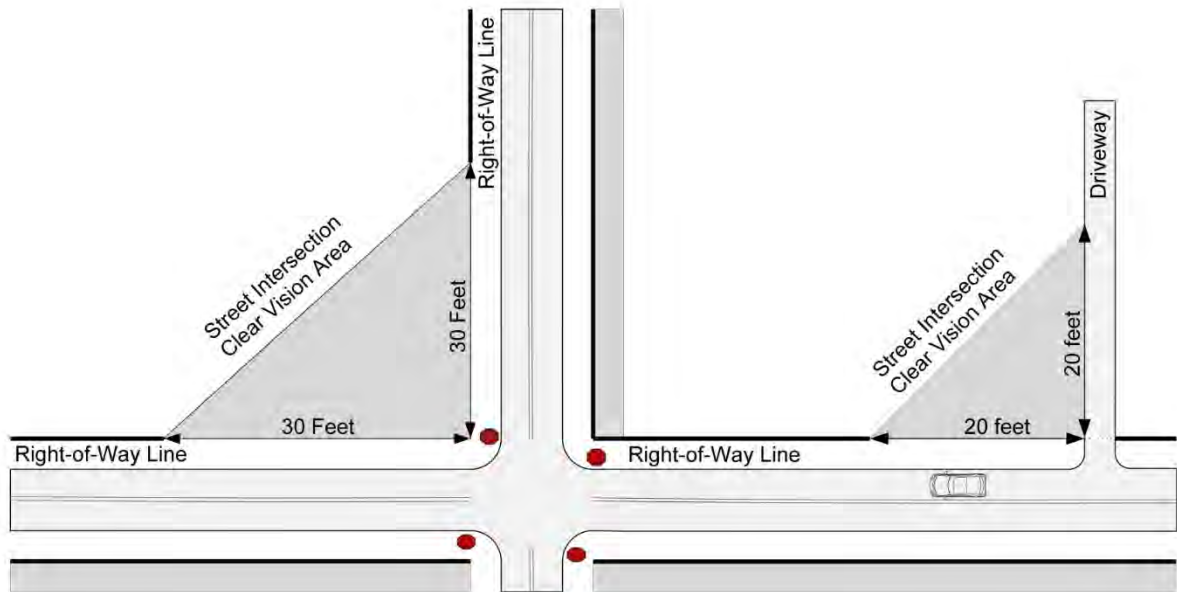 Right-of-Way Line
Street Intersection
Clear Vision Area
30 Feet
30 Feet
Right-of-Way Line
Driveway
Street Intersection
Clear Vision Area
20 feet
20 feet
Right-of-Way Line